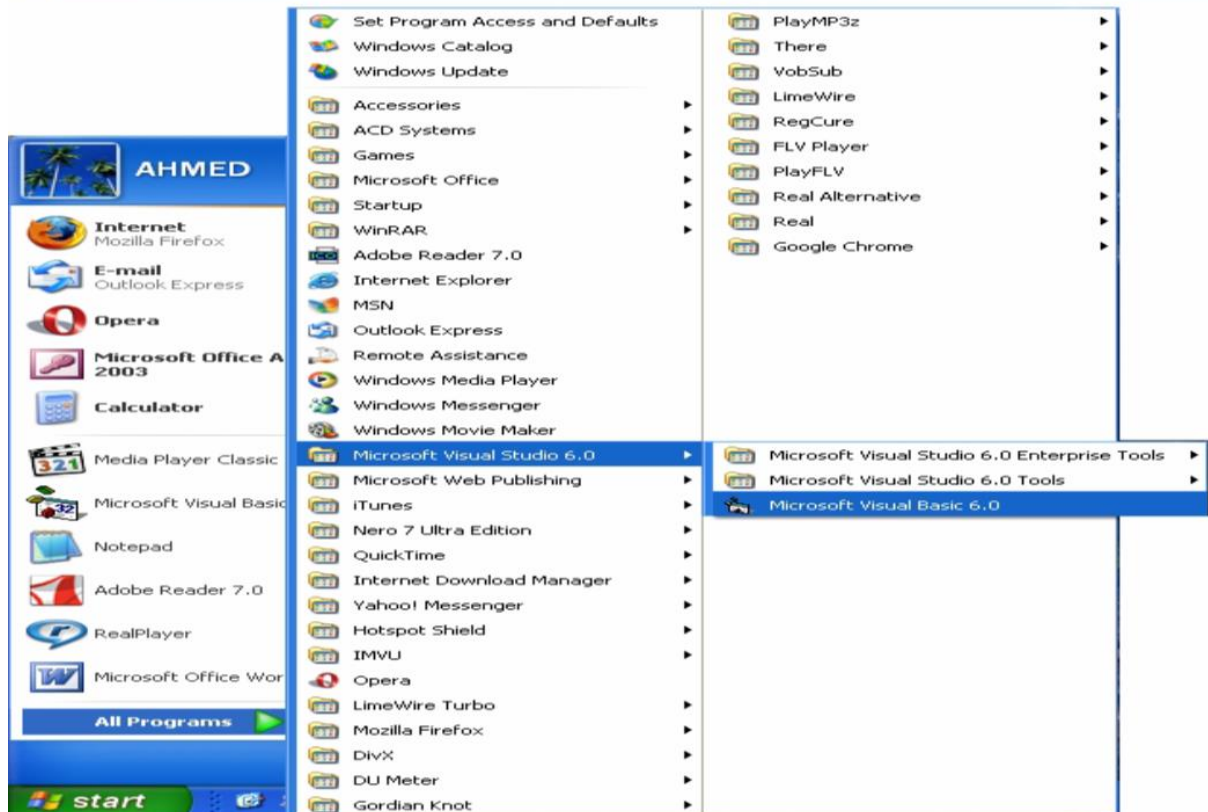 AHMED
Internet
Mozilla Firefox
E-mail
Outlook Express
Opera
Microsoft Office A
2003
Calculator
Media Player Classic
Microsoft Visual Basic
Notepad
Adobe Reader 7.0
RealPlayer
Microsoft Office Wor
All Programs
start
Set Program Access and Defaults
Windows Catalog
Windows Update
Accessories
ACD Systems
Games
Microsoft Office
Startup
WinRAR
Adobe Reader 7.0
Internet Explorer
MSN
Outlook Express
Remote Assistance
Windows Media Player
Windows Messenger
Windows Movie Maker
Microsoft Visual Studio 6.0
Microsoft Web Publishing
iTunes
Nero 7 Ultra Edition
QuickTime
Internet Download Manager
Yahoo! Messenger
Hotspot Shield
IMVU
Opera
LimeWire Turbo
Mozilla Firefox
DivX
DU Meter
Gordian Knot
PlayMP3z
There
VobSub
LimeWire
RegCure
FLV Player
PlayFLV
Real Alternative
Real
Google Chrome
Microsoft Visual Studio 6.0 Enterprise Tools
Microsoft Visual Studio 6.0 Tools
Microsoft Visual Basic 6.0